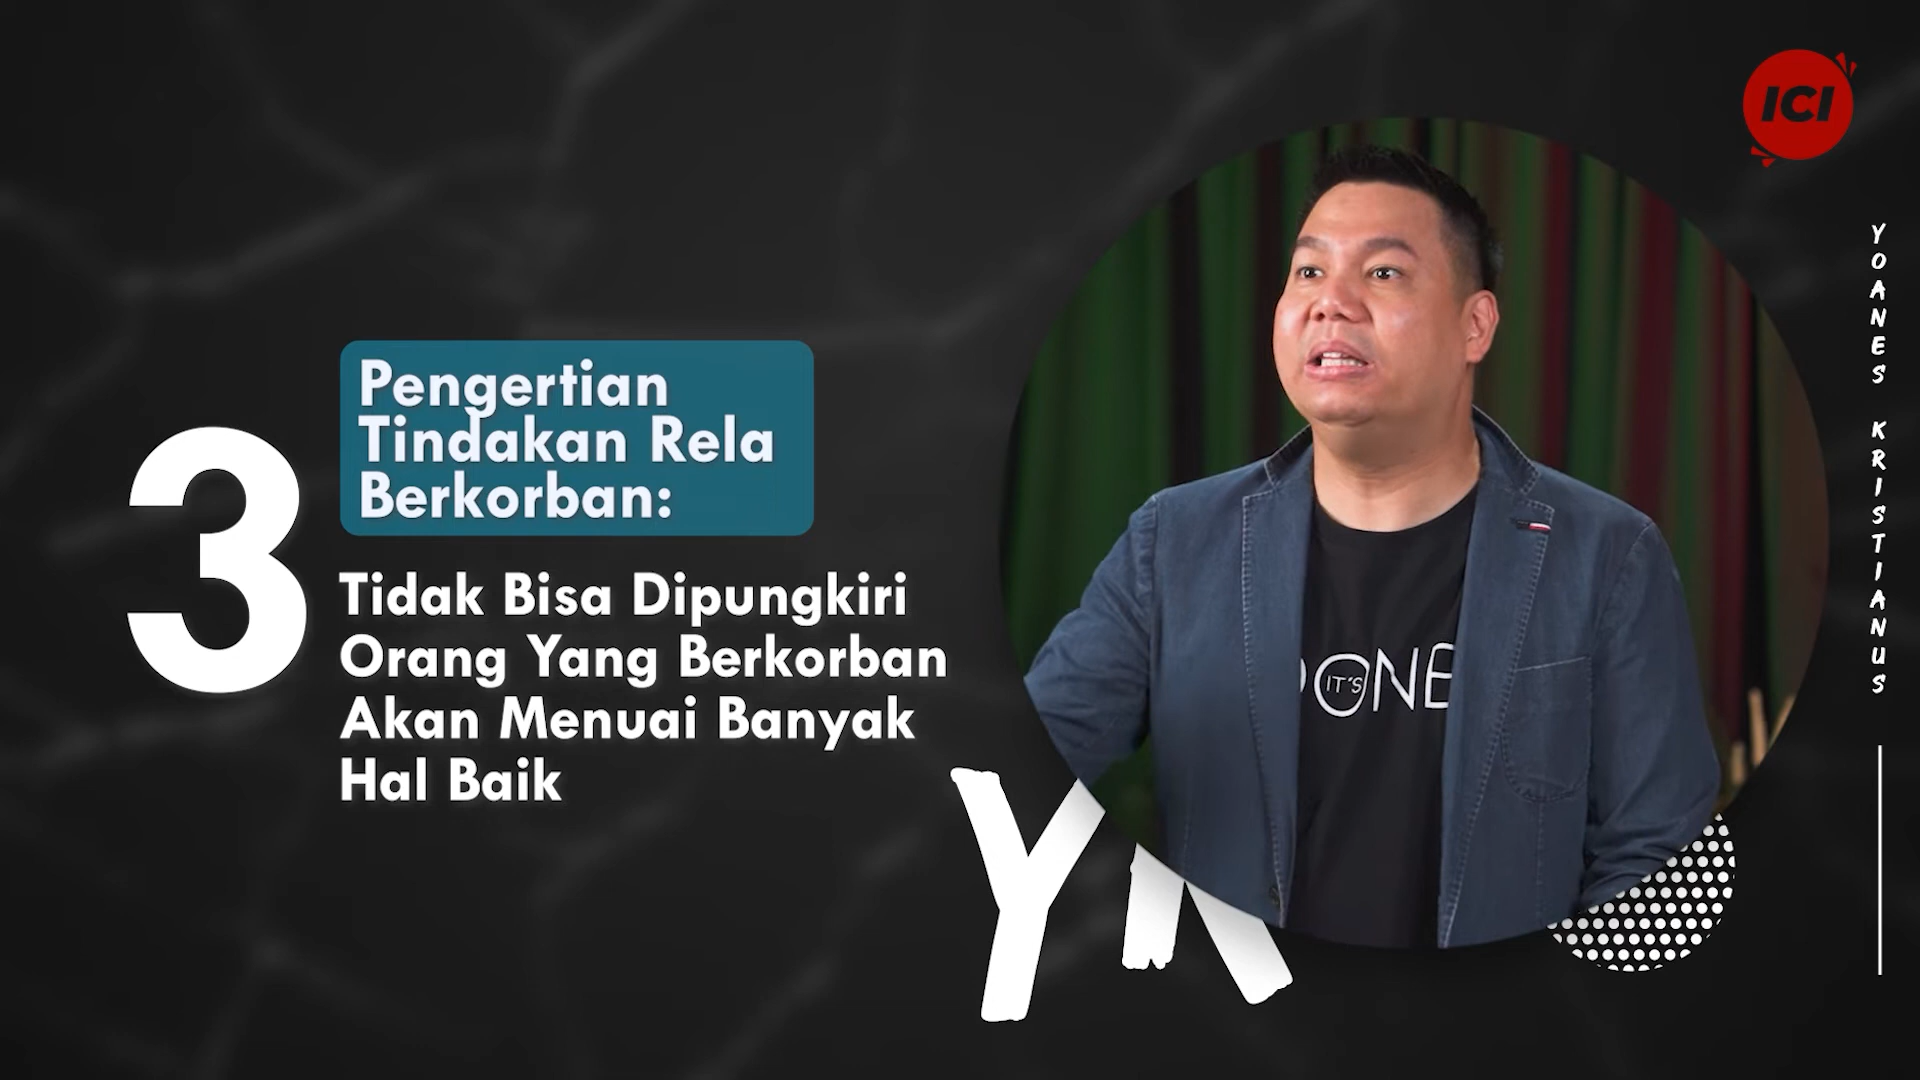 ICI
YOANES KRISTIANUS
3
Pengertian
Tindakan Rela
Berkorban:
Tidak Bisa Dipungkiri
Orang Yang Berkorban
Akan Menuai Banyak
Hal Baik
IT'S
ONE
YK